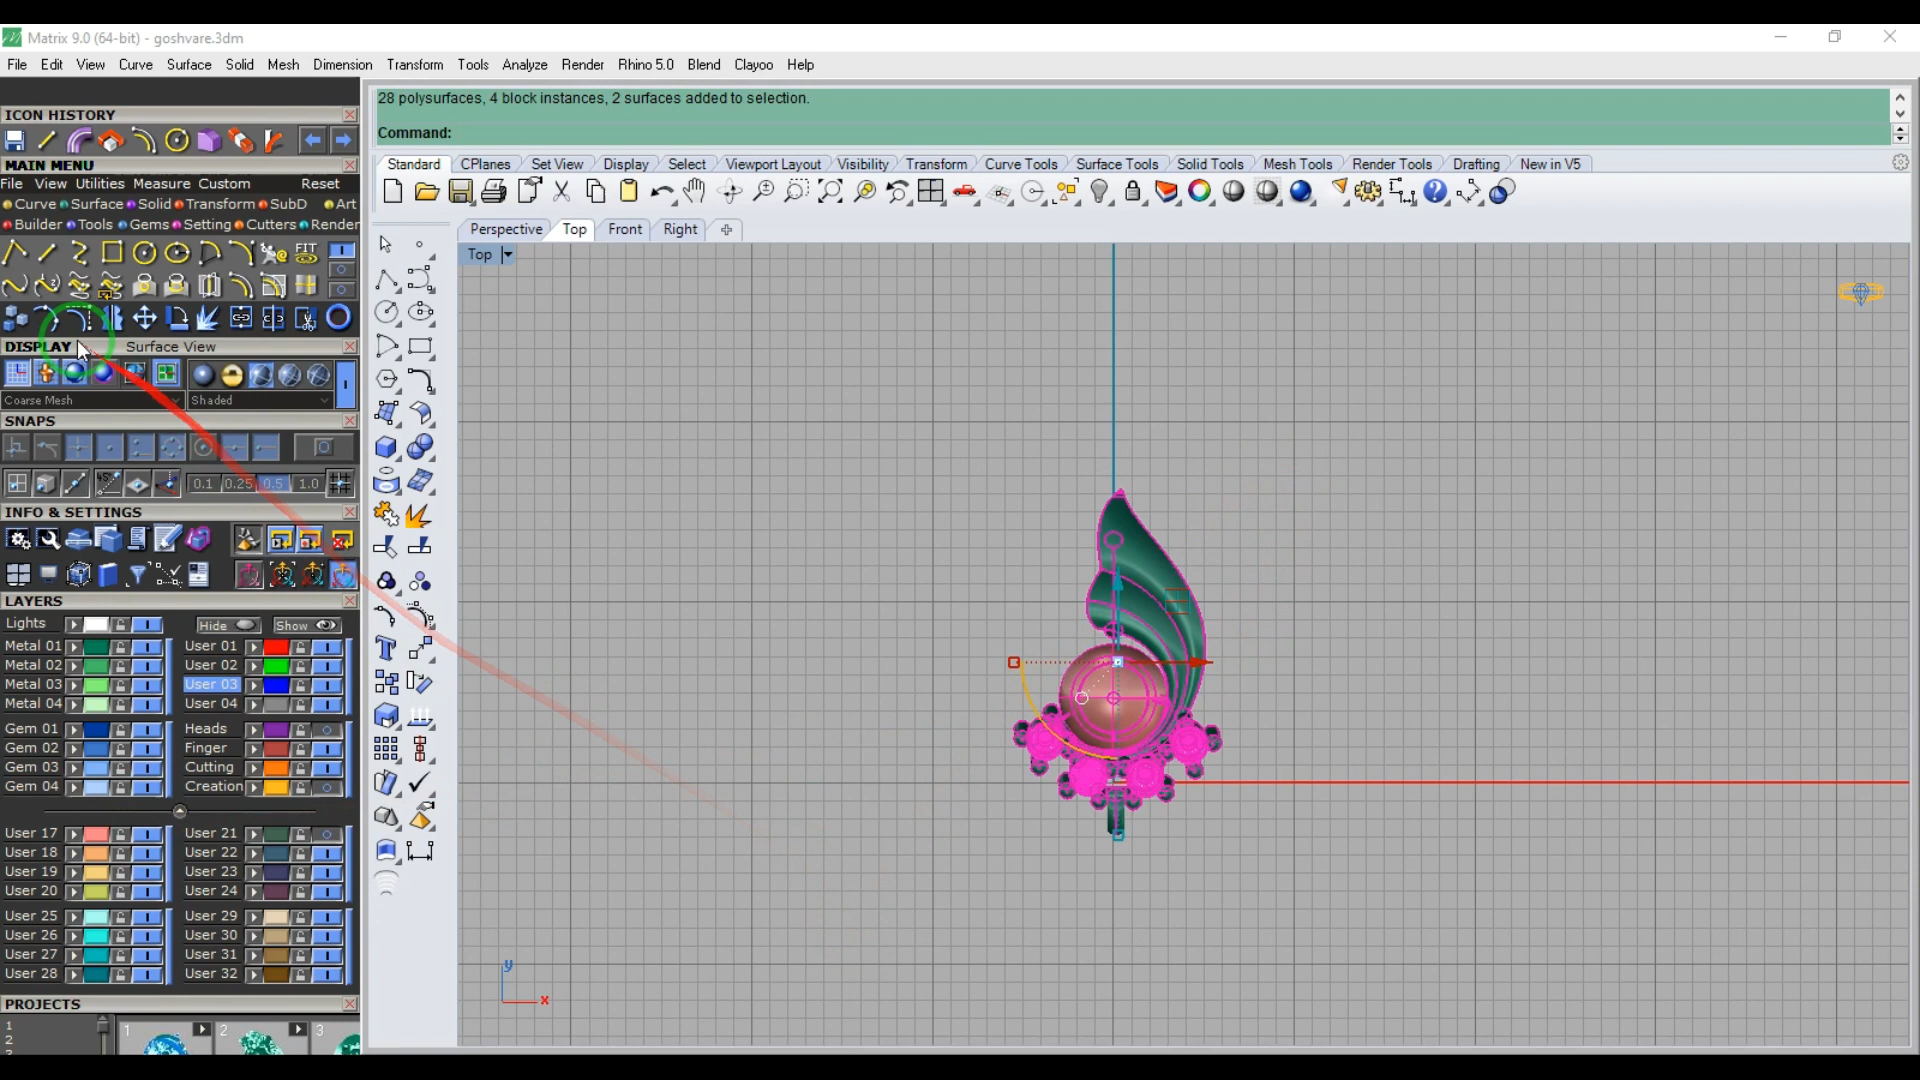 Matrix 9.0 (64-bit) - goshvare.3dm
File Edit View Curve Surface Solid Mesh Dimension Transform Tools Analyze Render Rhino 5.0 Blend Clayoo Help
28 polysurfaces, 4 block instances, 2 surfaces added to selection.
Command:
ICON HISTORY
MAIN MENU
File View Utilities Measure Custom Reset
Curve Surface Solid Transform SubD Art
Builder Tools Gems Setting Cutters Render
FIT
DISPLAY Surface View
Coarse Mesh Shaded
SNAPS
45° 0.1 0.25 0.5 1.0
INFO & SETTINGS
LAYERS
Lights Hide Show
Metal 01 User 01
Metal 02 User 02
Metal 03 User 03
Metal 04 User 04
Gem 01 Heads
Gem 02 Finger
Gem 03 Cutting
Gem 04 Creation
User 17 User 21
User 18 User 22
User 19 User 23
User 20 User 24
User 25 User 29
User 26 User 30
User 27 User 31
User 28 User 32
PROJECTS
1
2
1 2 3
Standard CPlanes Set View Display Select Viewport Layout Visibility Transform Curve Tools Surface Tools Solid Tools Mesh Tools Render Tools Drafting New in V5
Perspective Top Front Right
Top
y
x